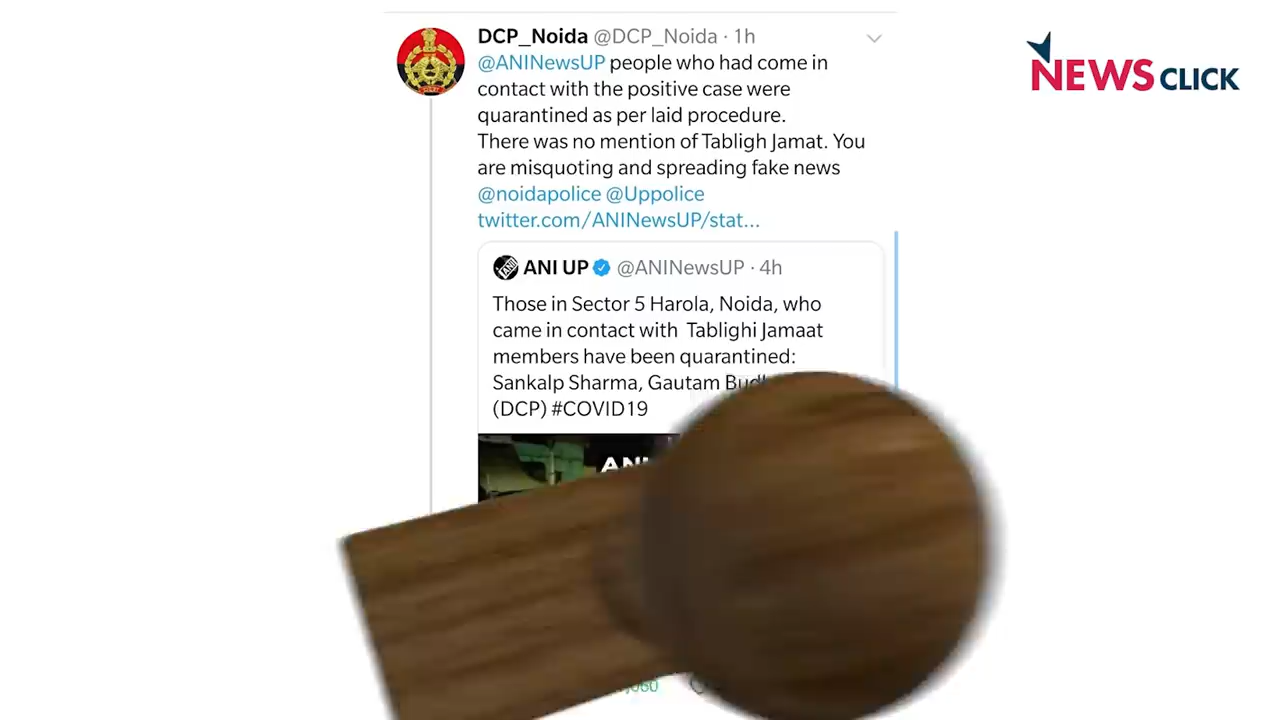 DCP_Noida @DCP_Noida · 1h
@ANINewsUP people who had come in
contact with the positive case were
quarantined as per laid procedure.
There was no mention of Tabligh Jamat. You
are misquoting and spreading fake news
@noidapolice @Uppolice
twitter.com/ANINewsUP/stat...
ANI UP @ANINewsUP · 4h
Those in Sector 5 Harola, Noida, who
came in contact with Tablighi Jamaat
members have been quarantined:
Sankalp Sharma, Gautam
(DCP) #COVID19
NEWS CLICK